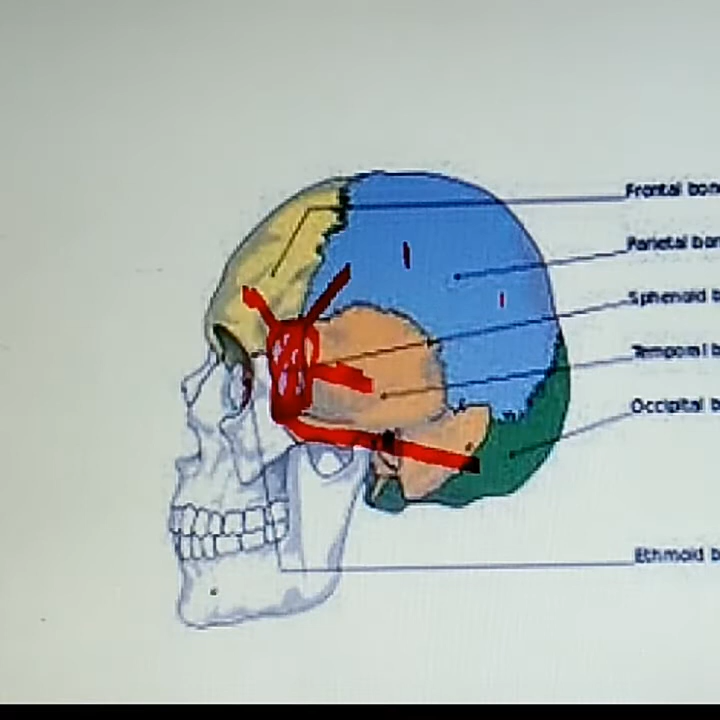 Frontal bon
Parietal bon
Sphenoid b
Temporal b
Occipital b
Ethmoid b